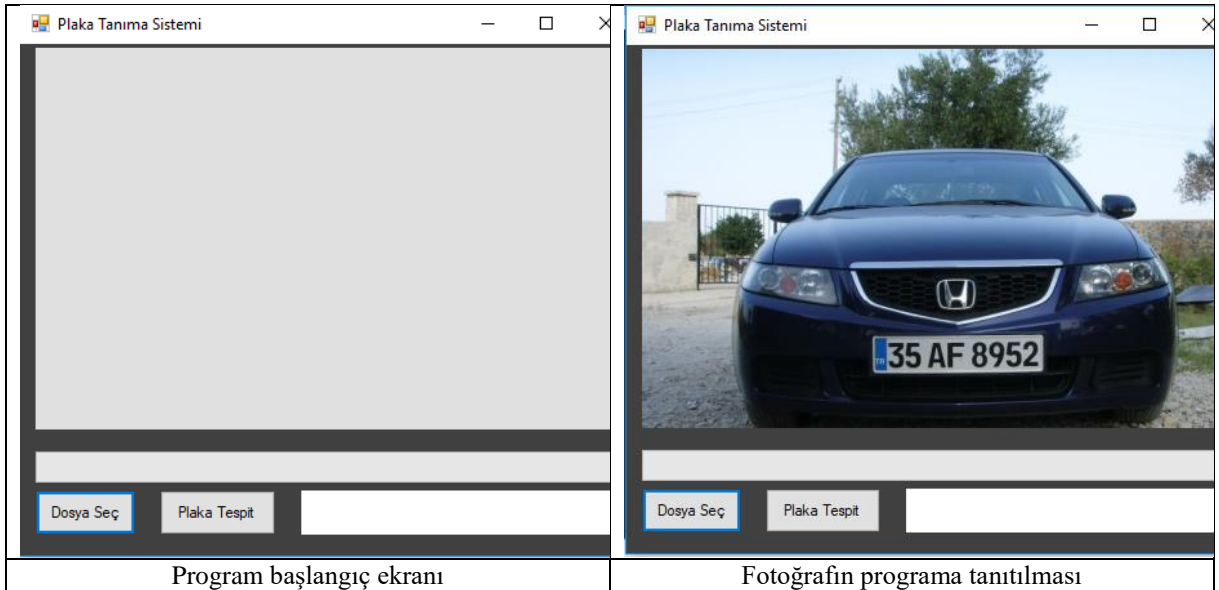 Plaka Tanıma Sistemi
Dosya Seç
Plaka Tespit
Program başlangıç ekranı
Plaka Tanıma Sistemi
TR
35 AF 8952
Dosya Seç
Plaka Tespit
Fotoğrafın programa tanıtılması